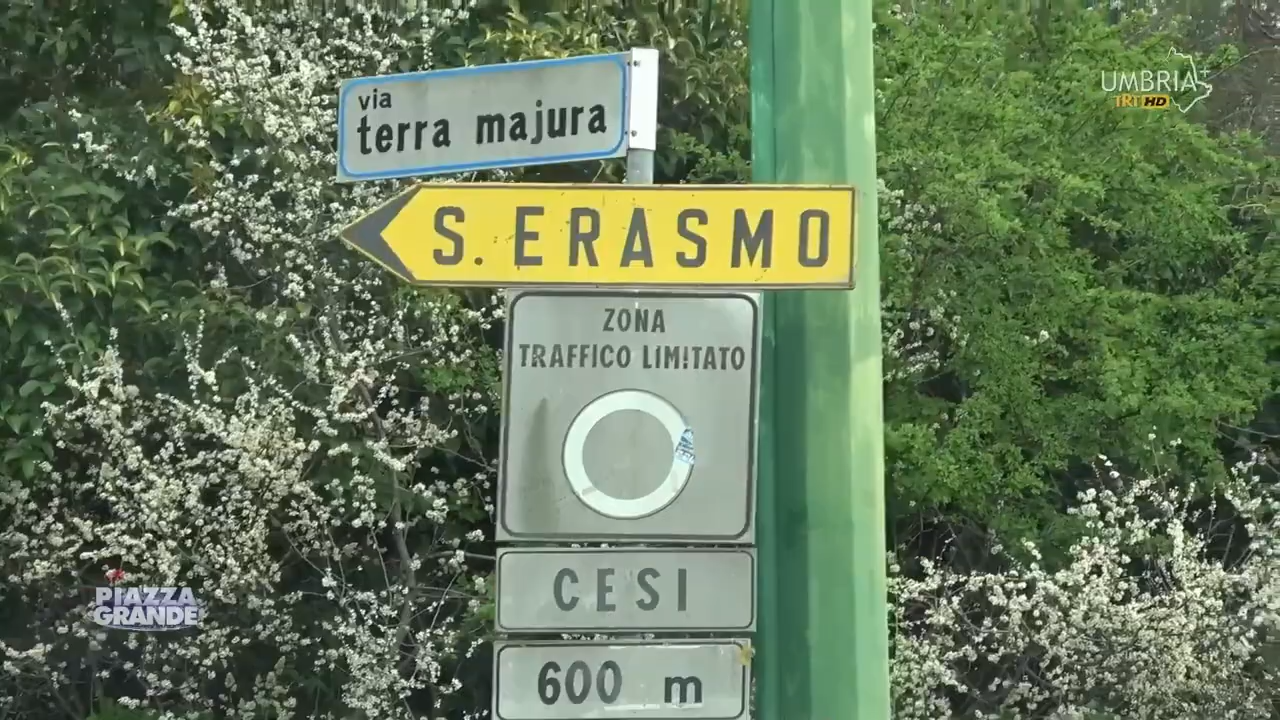 via
terra majura
UMBRIA+
TRT HD
S. ERASMO
ZONA
TRAFFICO LIMITATO
CESI
PIAZZA
GRANDE
600 m